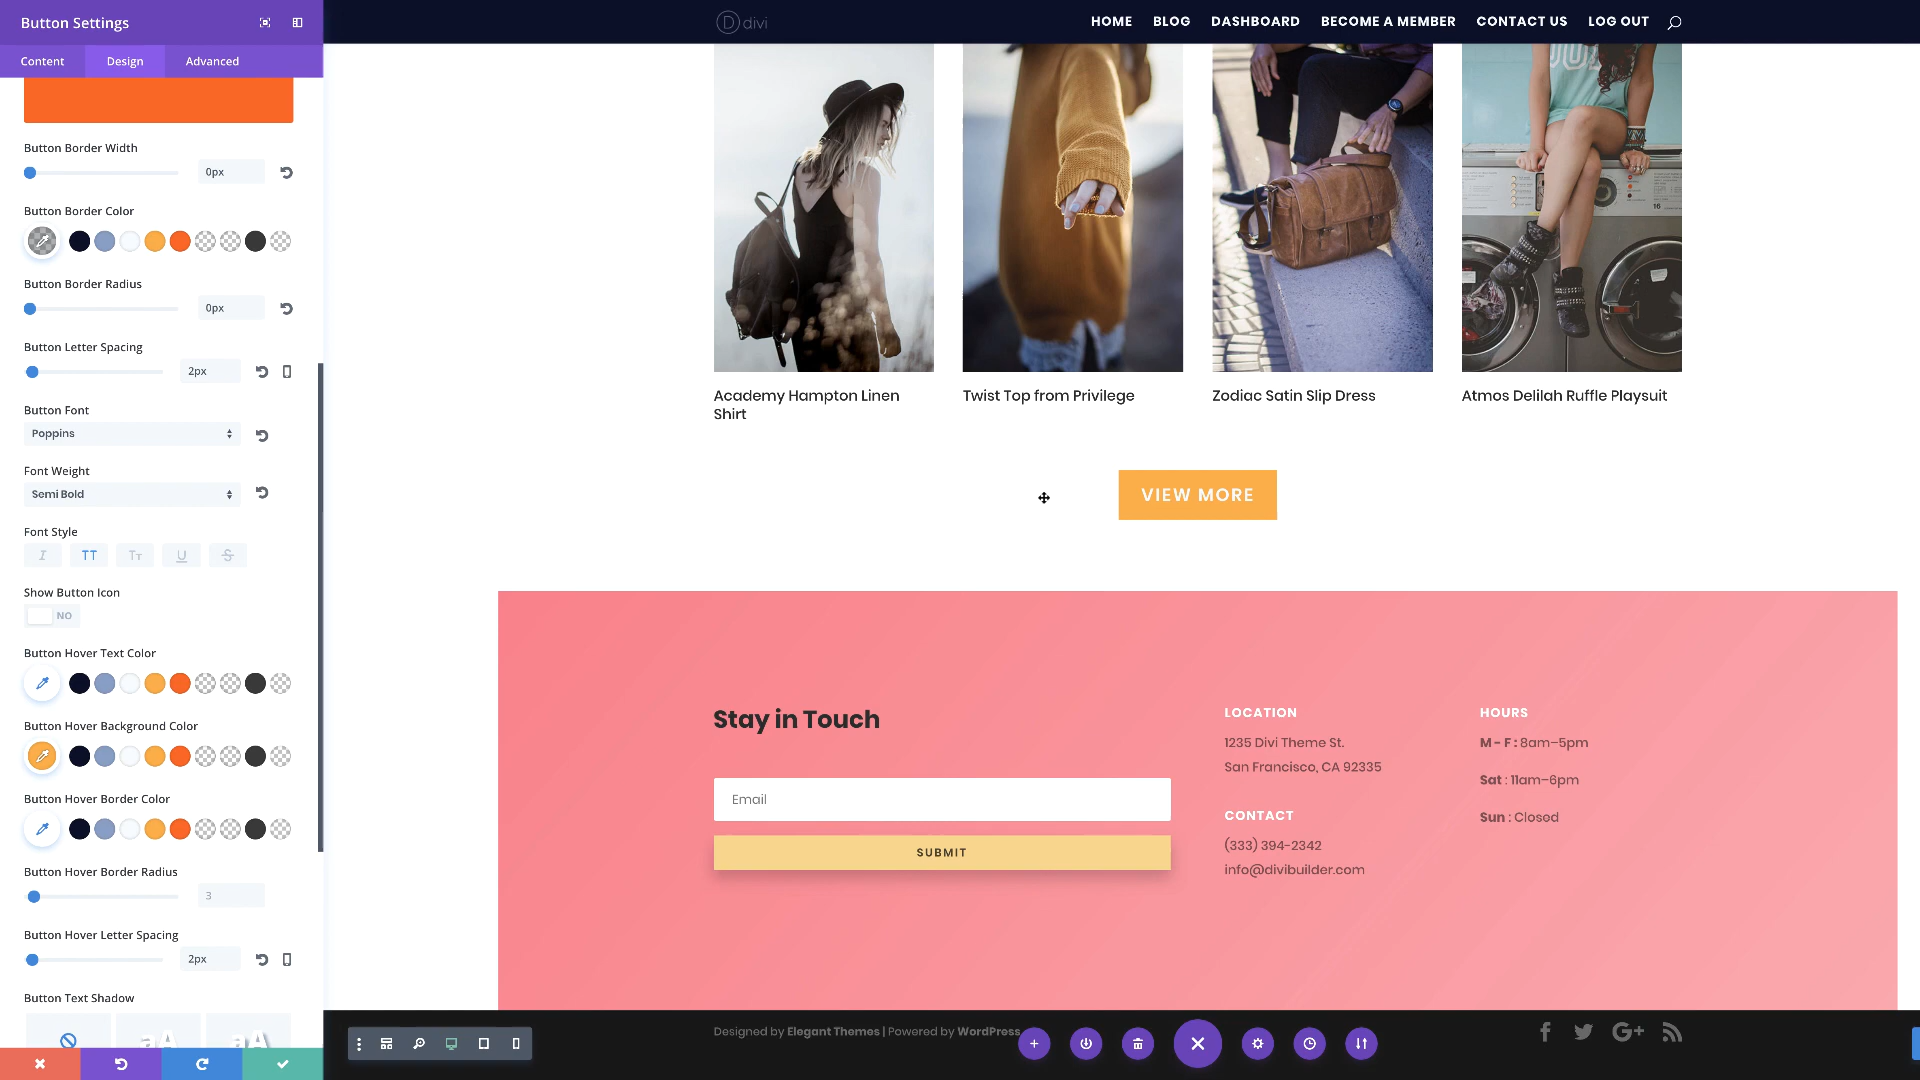 Button Settings
Content
Design
Advanced
Button Border Width
0px
Button Border Color
Button Border Radius
0px
Button Letter Spacing
2px
Button Font
Poppins
Font Weight
Semi Bold
Font Style
I
TT
Tт
U
S
Show Button Icon
NO
Button Hover Text Color
Button Hover Background Color
Button Hover Border Color
Button Hover Border Radius
3
Button Hover Letter Spacing
2px
Button Text Shadow
aA
aA
D divi
HOME
BLOG
DASHBOARD
BECOME A MEMBER
CONTACT US
LOG OUT
Academy Hampton Linen
Shirt
Twist Top from Privilege
Zodiac Satin Slip Dress
Atmos Delilah Ruffle Playsuit
VIEW MORE
Stay in Touch
Email
SUBMIT
LOCATION
1235 Divi Theme St.
San Francisco, CA 92335
CONTACT
(333) 394-2342
info@divibuilder.com
HOURS
M - F : 8am–5pm
Sat : 11am–6pm
Sun : Closed
Designed by Elegant Themes | Powered by WordPress